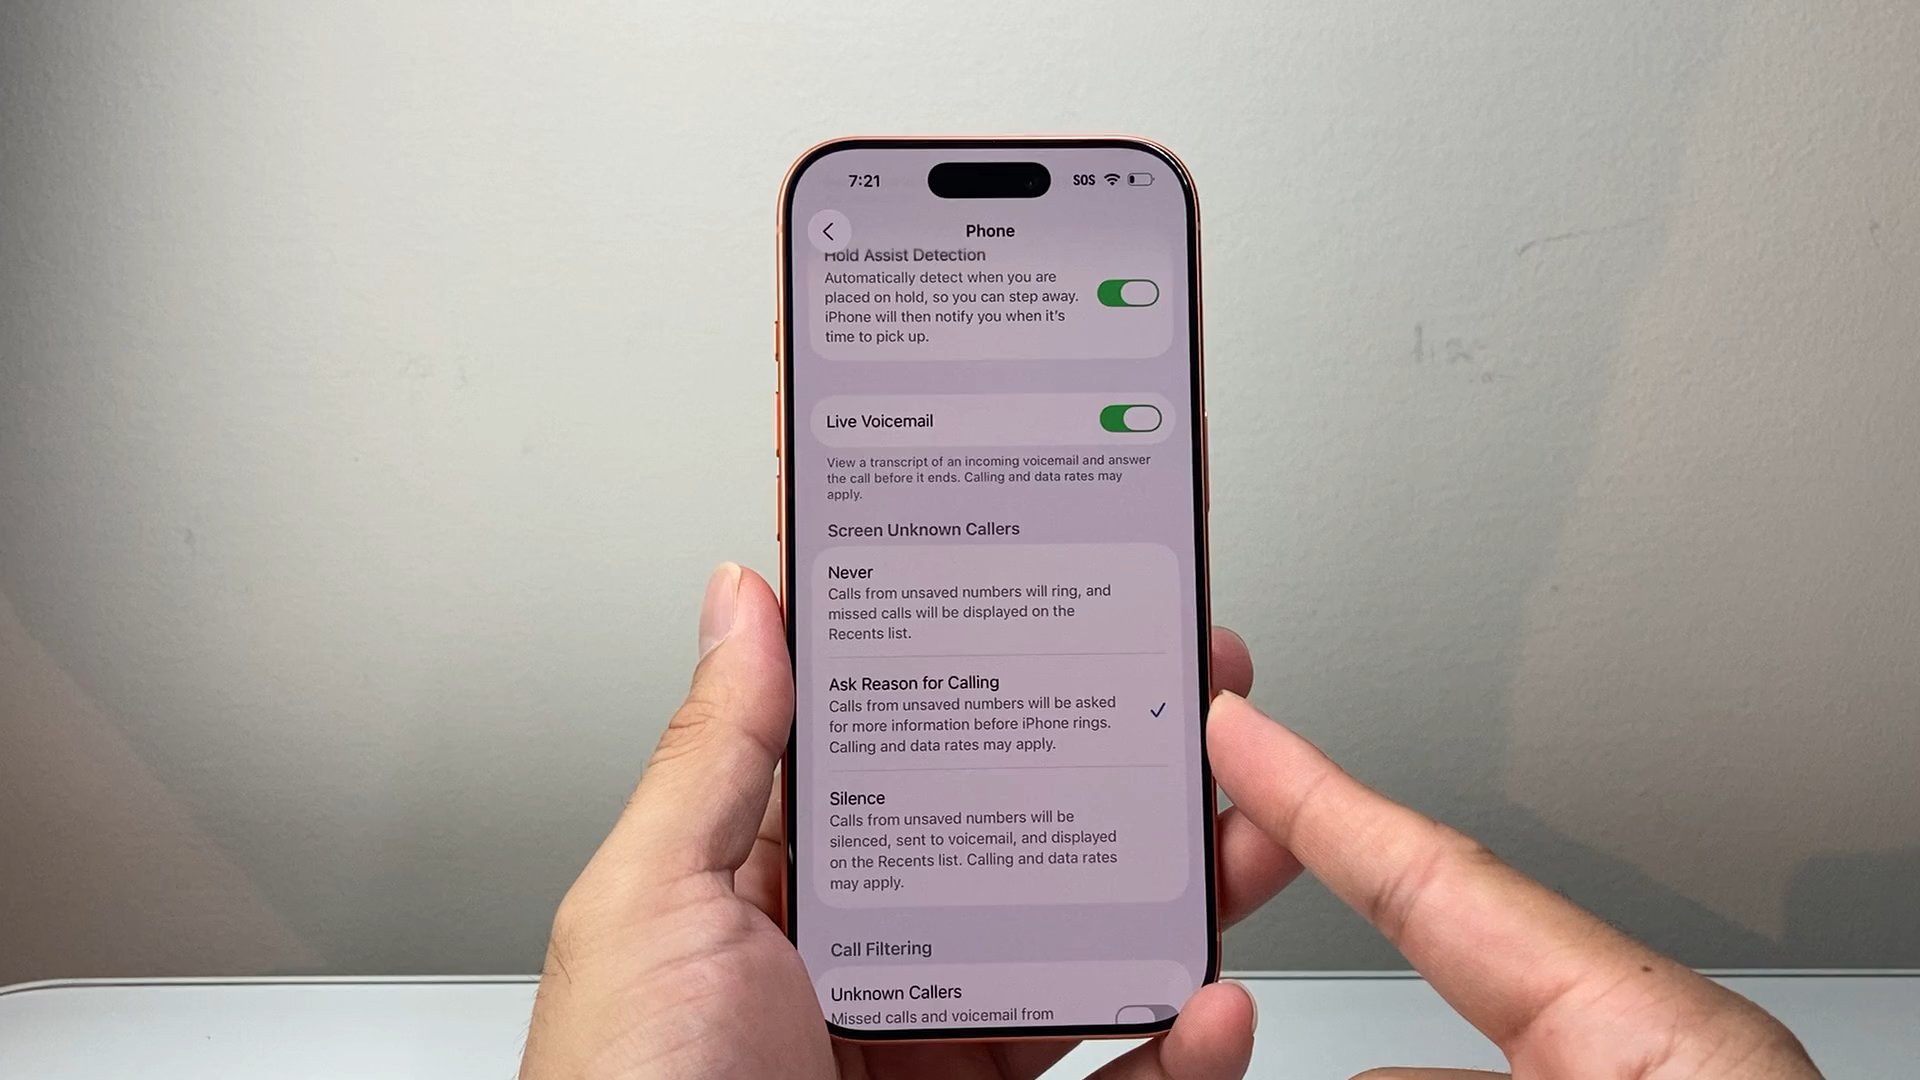 7:21
SOS
Phone
Hold Assist Detection
Automatically detect when you are
placed on hold, so you can step away.
iPhone will then notify you when it's
time to pick up.
Live Voicemail
View a transcript of an incoming voicemail and answer
the call before it ends. Calling and data rates may
apply.
Screen Unknown Callers
Never
Calls from unsaved numbers will ring, and
missed calls will be displayed on the
Recents list.
Ask Reason for Calling
Calls from unsaved numbers will be asked
for more information before iPhone rings.
Calling and data rates may apply.
Silence
Calls from unsaved numbers will be
silenced, sent to voicemail, and displayed
on the Recents list. Calling and data rates
may apply.
Call Filtering
Unknown Callers
Missed calls and voicemail from